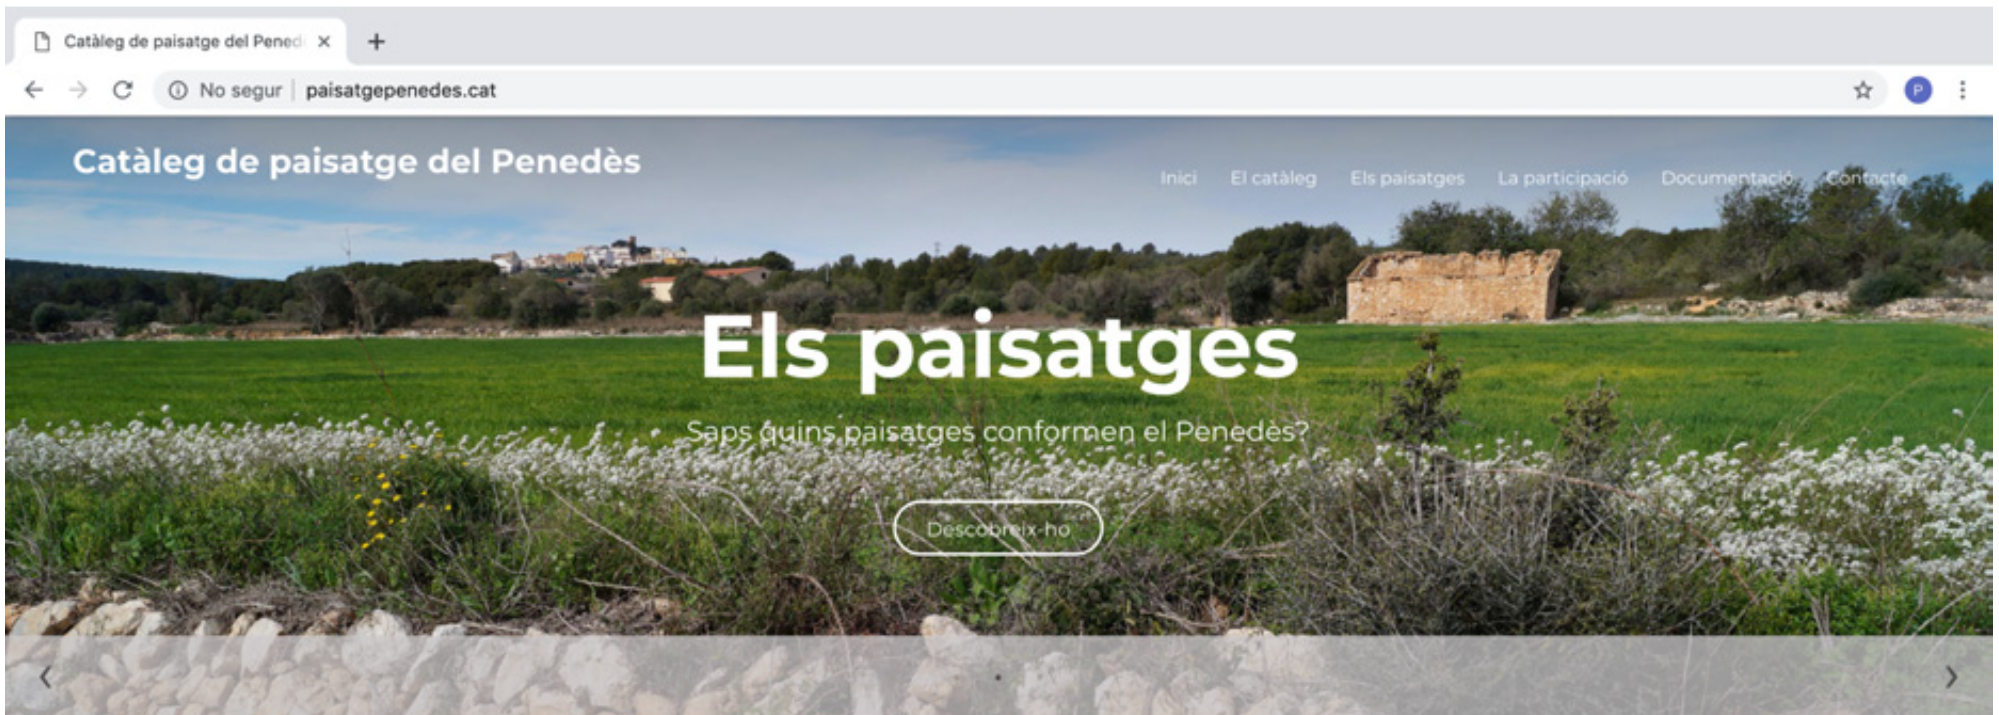 Catàleg de paisatge del Pened
No segur | paisatgepenedes.cat
P
Catàleg de paisatge del Penedès
Inici El catàleg Els paisatges La participació Documentació Contacte
Els paisatges
Saps quins paisatges conformen el Penedès?
Descobreix-ho